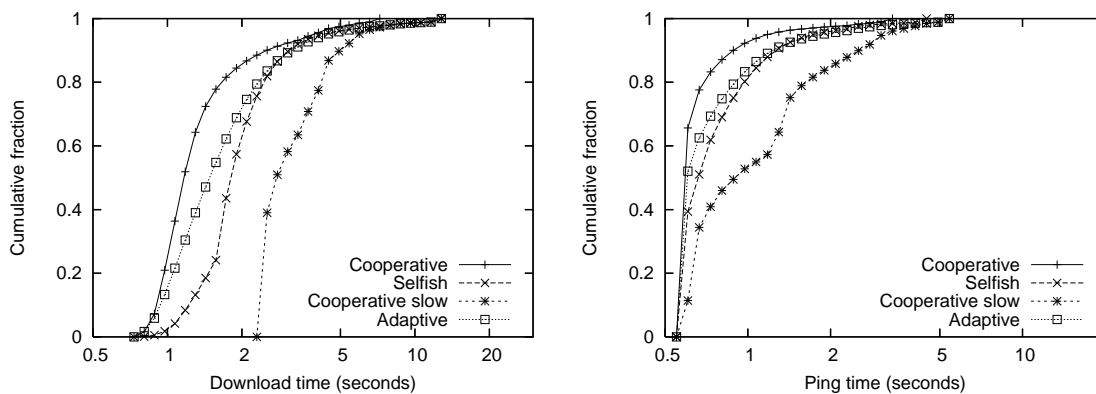 Cumulative fraction
1
0.8
0.6
0.4
0.2
0
0.5
1
2
5
10
20
Download time (seconds)
Cooperative
Selfish
Cooperative slow
Adaptive
Cumulative fraction
1
0.8
0.6
0.4
0.2
0
0.5
1
2
5
10
Ping time (seconds)
Cooperative
Selfish
Cooperative slow
Adaptive